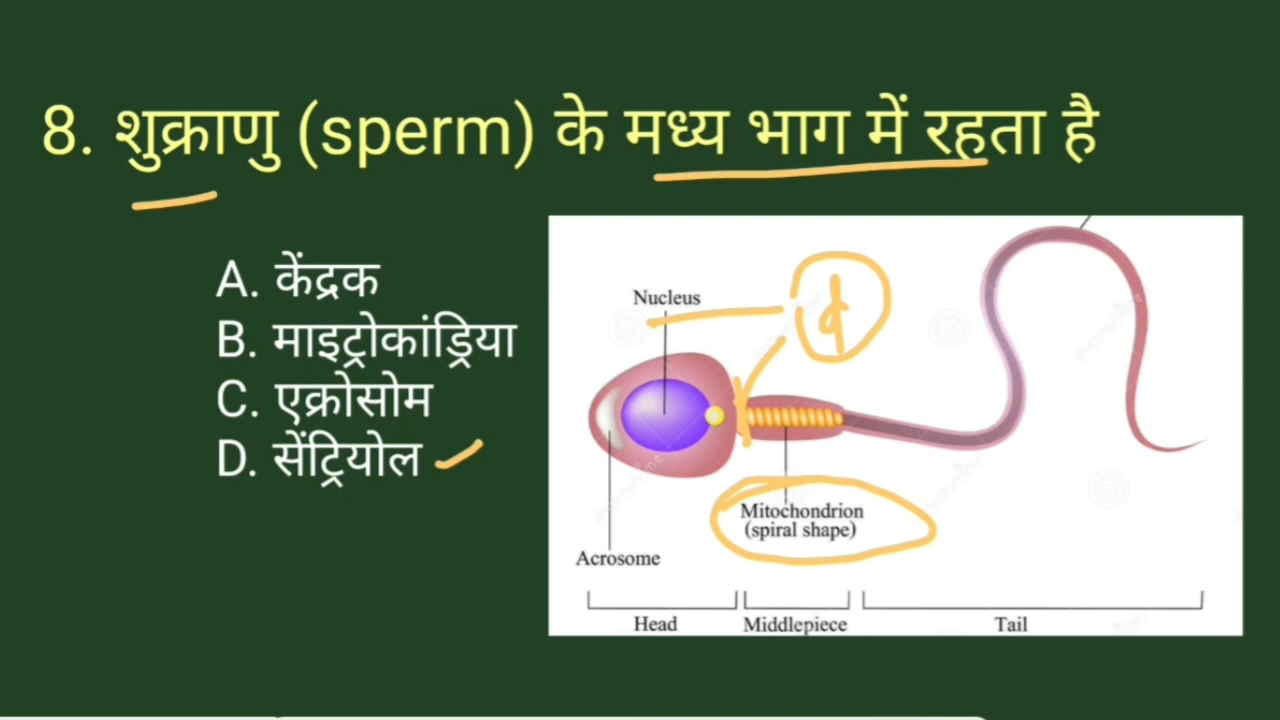 8. शुक्राणु (sperm) के मध्य भाग में रहता है
A. केंद्रक
B. माइट्रोकांड्रिया
C. एक्रोसोम
D. सेंट्रियोल
Nucleus
Mitochondrion
(spiral shape)
Acrosome
Head
Middlepiece
Tail